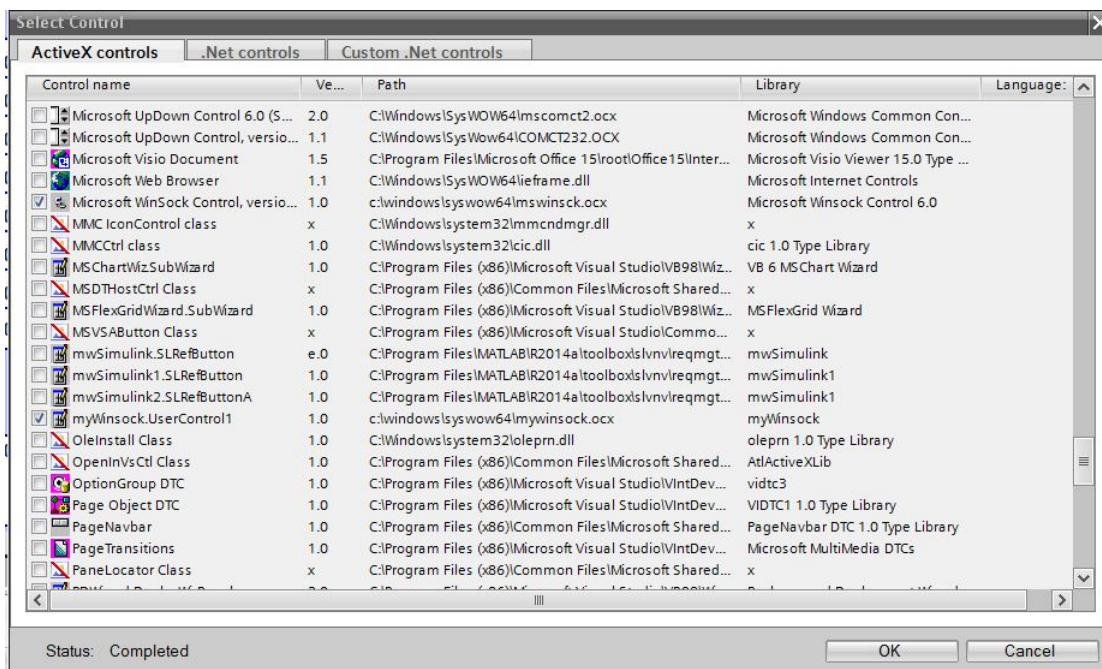 Select Control
ActiveX controls .Net controls Custom .Net controls
Control name Ve... Path Library Language:
Microsoft UpDown Control 6.0 (S... 2.0 C:\Windows\SysWOW64\mscomct2.ocx Microsoft Windows Common Con...
Microsoft UpDown Control, versio... 1.1 C:\Windows\SysWow64\COMCT232.OCX Microsoft Windows Common Con...
Microsoft Visio Document 1.5 C:\Program Files\Microsoft Office 15\root\Office15\Inter... Microsoft Visio Viewer 15.0 Type ...
Microsoft Web Browser 1.1 C:\Windows\SysWOW64\ieframe.dll Microsoft Internet Controls
Microsoft WinSock Control, versio... 1.0 c:\windows\syswow64\mswinsck.ocx Microsoft Winsock Control 6.0
MMC IconControl class x C:\Windows\system32\mmcndmgr.dll x
MMCCtrl class 1.0 C:\Windows\system32\cic.dll cic 1.0 Type Library
MSChartWiz.SubWizard 1.0 C:\Program Files (x86)\Microsoft Visual Studio\VB98\Wiz... VB 6 MSChart Wizard
MSDTHostCtrl Class x C:\Program Files (x86)\Common Files\Microsoft Shared... x
MSFlexGridWizard.SubWizard 1.0 C:\Program Files (x86)\Microsoft Visual Studio\VB98\Wiz... MSFlexGrid Wizard
MSVSAButton Class x C:\Program Files (x86)\Microsoft Visual Studio\Commo... x
mwSimulink.SLRefButton e.0 C:\Program Files\MATLAB\R2014a\toolbox\slvnv\reqmgt... mwSimulink
mwSimulink1.SLRefButton 1.0 C:\Program Files\MATLAB\R2014a\toolbox\slvnv\reqmgt... mwSimulink1
mwSimulink2.SLRefButtonA 1.0 C:\Program Files\MATLAB\R2014a\toolbox\slvnv\reqmgt... mwSimulink1
myWinsock.UserControl1 1.0 c:\windows\syswow64\mywinsock.ocx myWinsock
OleInstall Class 1.0 C:\Windows\system32\oleprn.dll oleprn 1.0 Type Library
OpenInVsCtl Class 1.0 C:\Program Files (x86)\Common Files\Microsoft Shared... AtlActiveXLib
OptionGroup DTC 1.0 C:\Program Files (x86)\Microsoft Visual Studio\VIntDev... vidtc3
Page Object DTC 1.0 C:\Program Files (x86)\Microsoft Visual Studio\VIntDev... VIDTC1 1.0 Type Library
PageNavbar 1.0 C:\Program Files (x86)\Common Files\Microsoft Shared... PageNavbar DTC 1.0 Type Library
PageTransitions 1.0 C:\Program Files (x86)\Microsoft Visual Studio\VIntDev... Microsoft MultiMedia DTCs
PaneLocator Class x C:\Program Files (x86)\Common Files\Microsoft Shared... x
Status: Completed OK Cancel